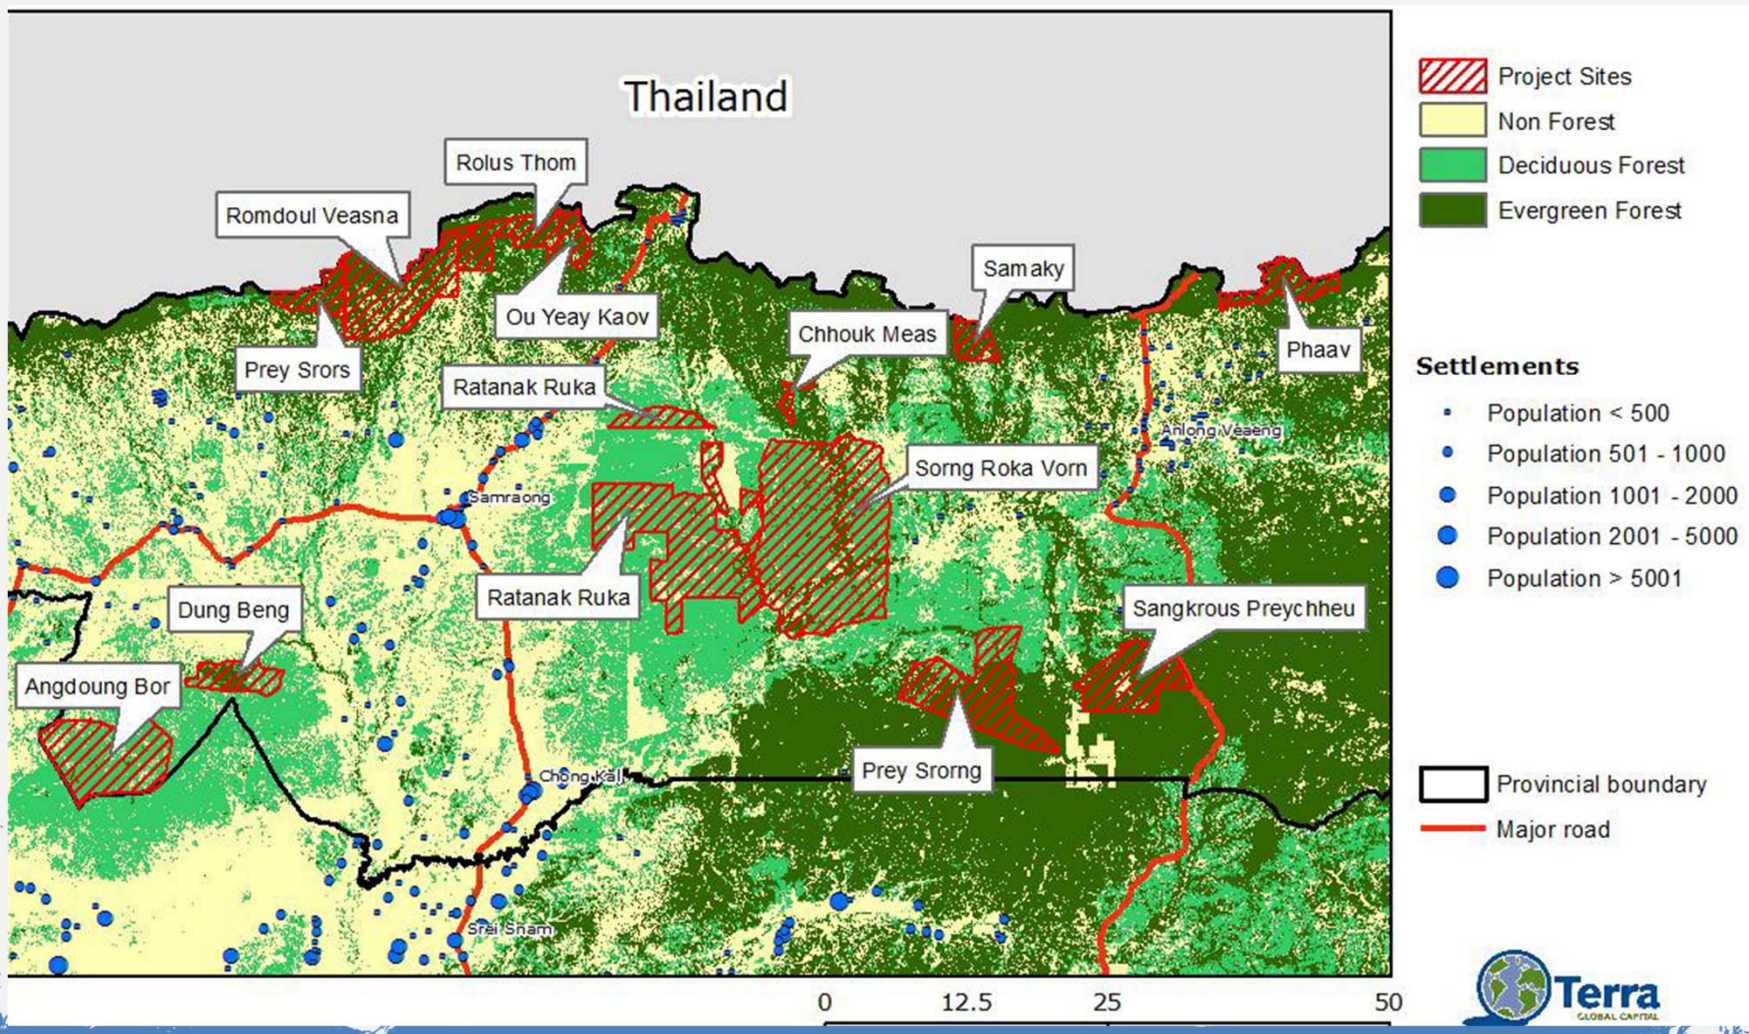 Thailand
Rolus Thom
Romdoul Veasna
Samaky
Ou Yeay Kaov
Chhouk Meas
Phaav
Prey Srors
Ratanak Ruka
Anlong Veaeng
Sorng Roka Vorn
Samraong
Ratanak Ruka
Dung Beng
Sangkrous Preychheu
Angdoung Bor
Prey Srorng
Chong Kal
Srei Snam
0 12.5 25 50
Project Sites
Non Forest
Deciduous Forest
Evergreen Forest
Settlements
Population < 500
Population 501 - 1000
Population 1001 - 2000
Population 2001 - 5000
Population > 5001
Provincial boundary
Major road
Terra
GLOBAL CAPITAL